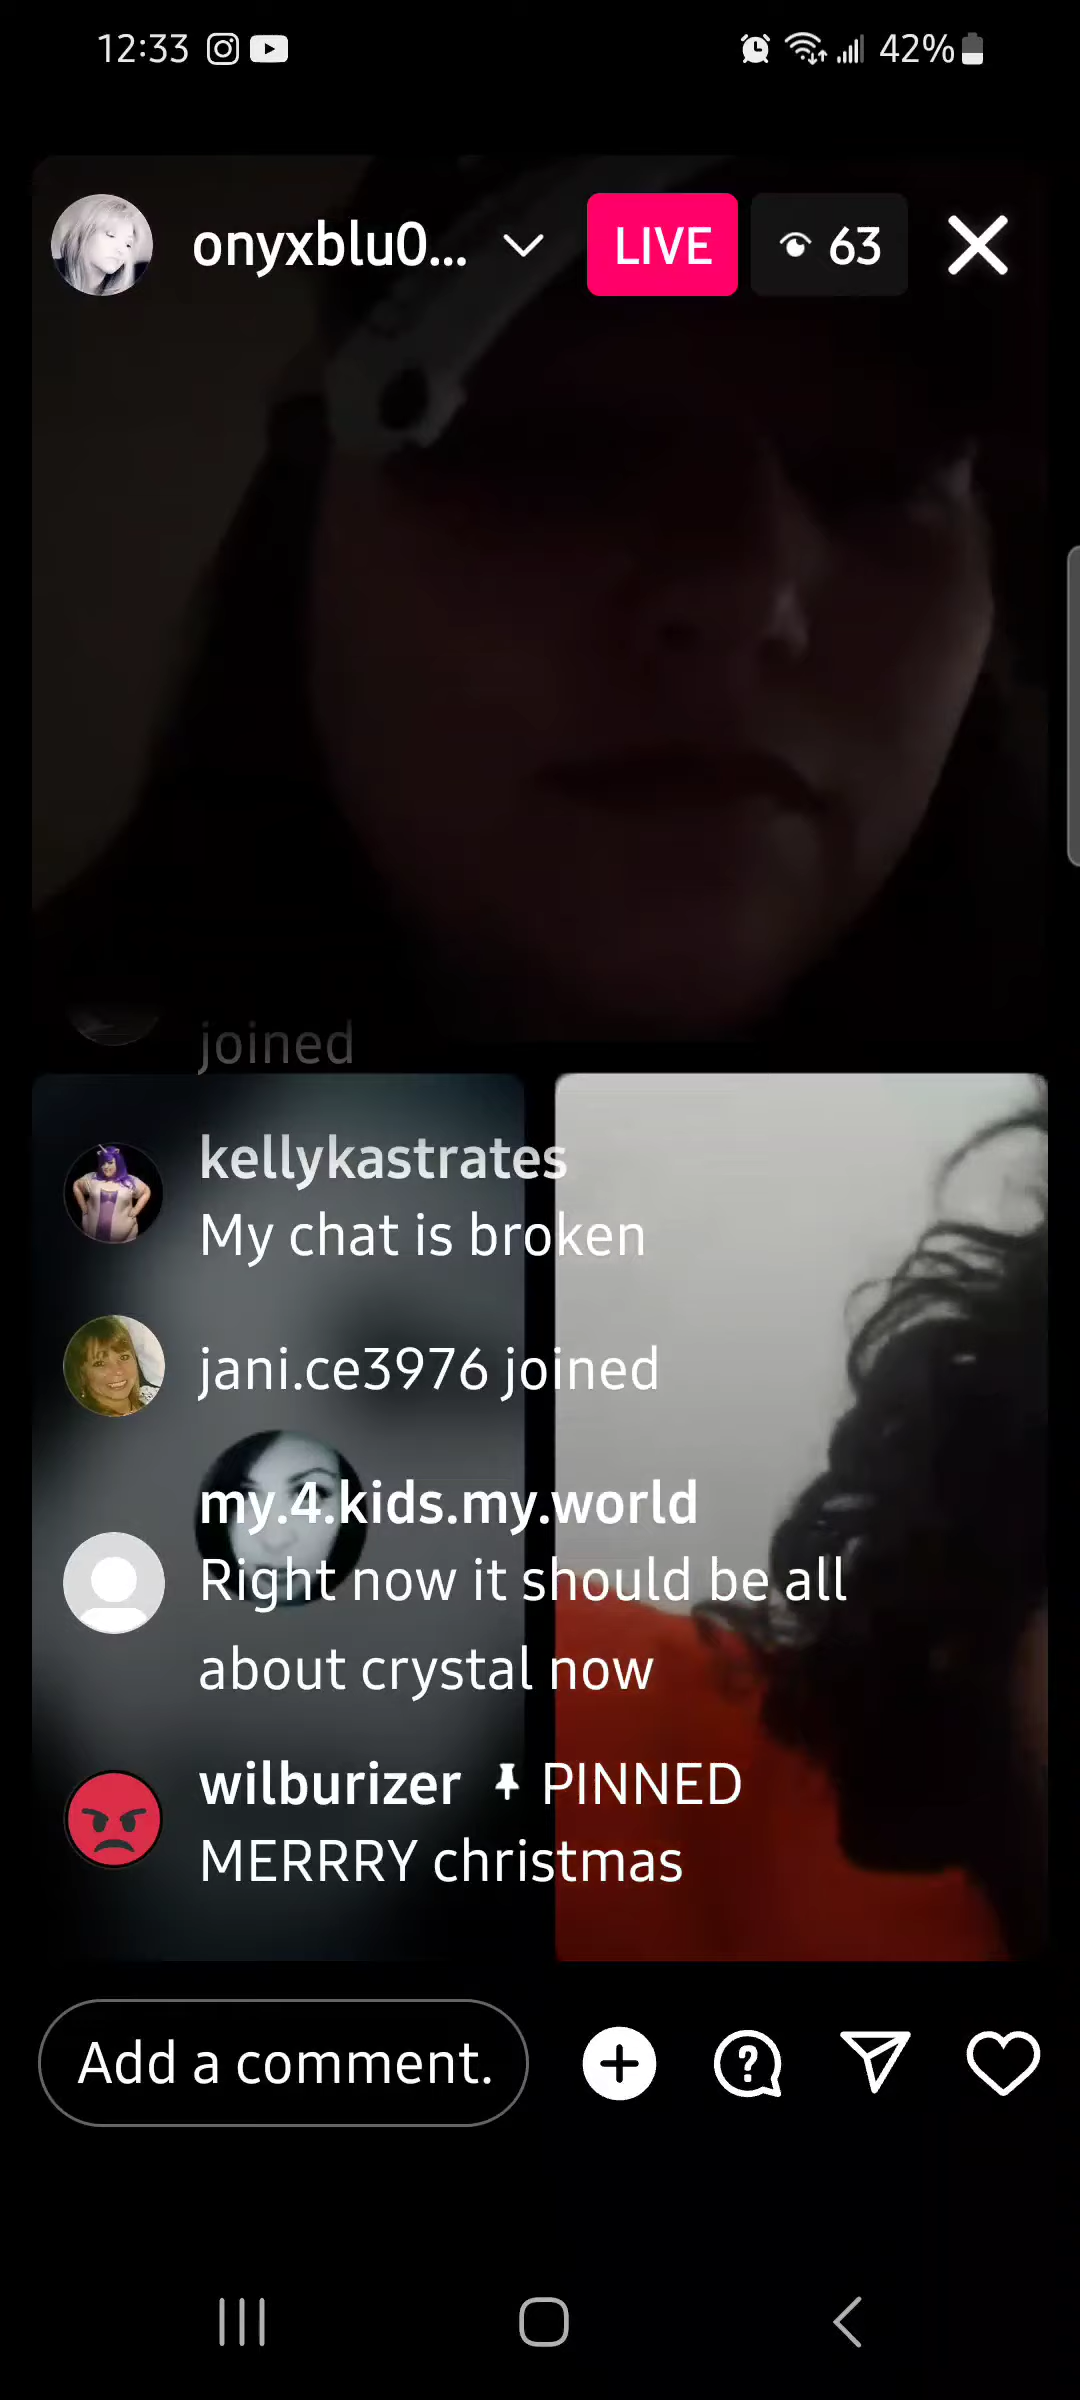 12:33 42%
onyxblu0... LIVE 63
joined
kellykastrates
My chat is broken
jani.ce3976 joined
my.4.kids.my.world
Right now it should be all
about crystal now
wilburizer PINNED
MERRRY christmas
Add a comment.